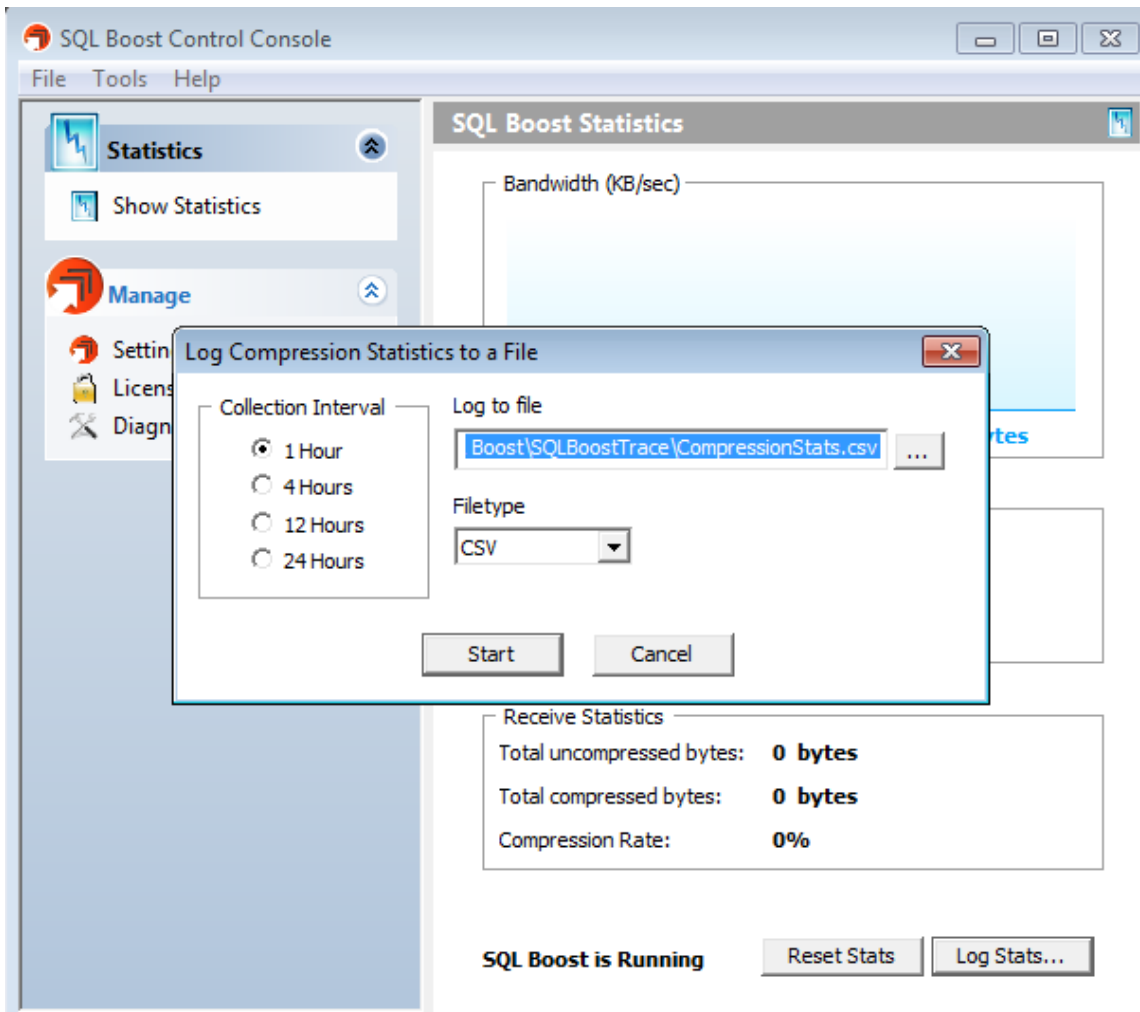 SQL Boost Control Console
File Tools Help
Statistics
Show Statistics
Manage
Settin
Licens
Diagn
SQL Boost Statistics
Bandwidth (KB/sec)
ytes
Log Compression Statistics to a File
Collection Interval
1 Hour
4 Hours
12 Hours
24 Hours
Log to file
Boost\SQLBoostTrace\CompressionStats.csv
...
Filetype
CSV
Start
Cancel
Receive Statistics
Total uncompressed bytes: 0 bytes
Total compressed bytes: 0 bytes
Compression Rate: 0%
SQL Boost is Running
Reset Stats
Log Stats...